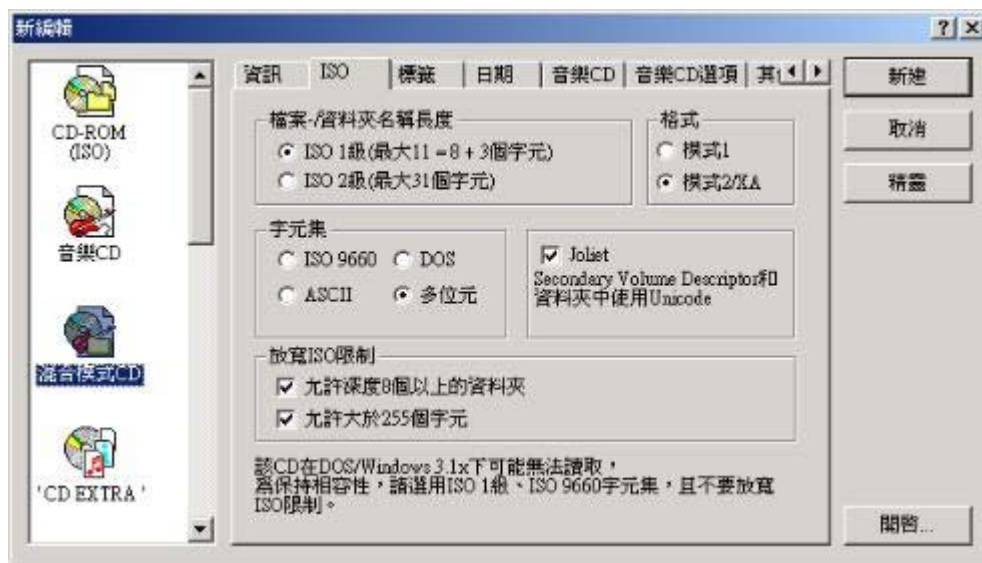 新編輯
CD-ROM
(ISO)
音樂CD
混合模式CD
'CD EXTRA'
資訊
ISO
標籤
日期
音樂CD
音樂CD選項
檔案-/資料夾名稱長度
ISO 1級(最大11 = 8 + 3個字元)
ISO 2級(最大31個字元)
格式
模式1
模式2/XA
字元集
ISO 9660
DOS
ASCII
多位元
Joliet
Secondary Volume Descriptor和
資料夾中使用Unicode
放寬ISO限制
允許深度8個以上的資料夾
允許大於255個字元
該CD在DOS/Windows 3.1x下可能無法讀取，
為保持相容性，請選用ISO 1級、ISO 9660字元集，且不要放寬
ISO限制。
新建
取消
精靈
開啓...